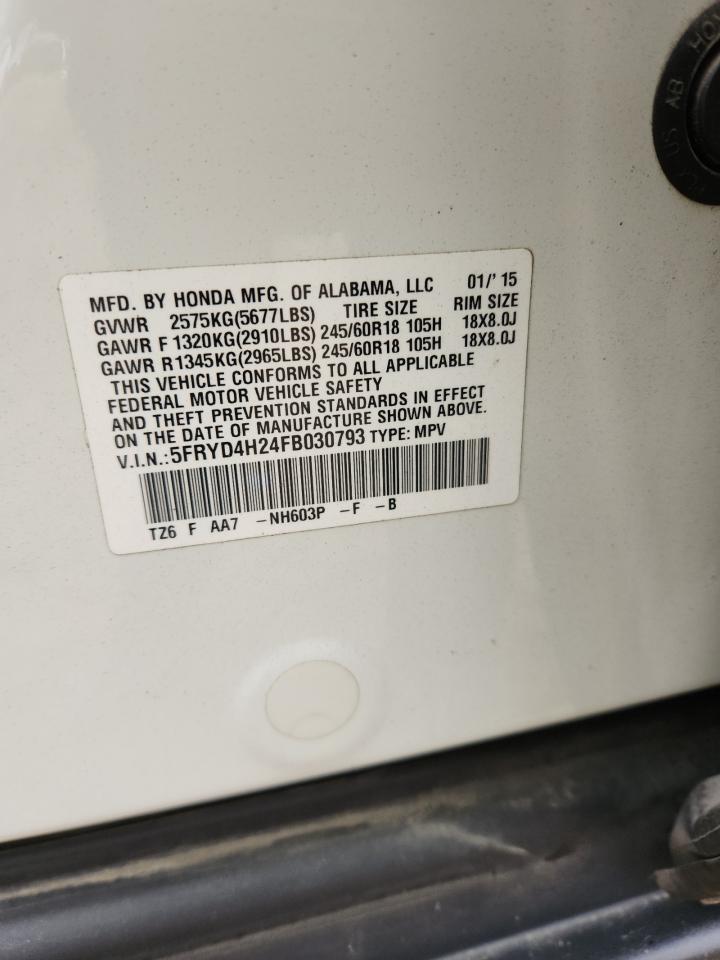 HO
AB
US
MFD. BY HONDA MFG. OF ALABAMA, LLC 01/'15
GVWR 2575KG(5677LBS) TIRE SIZE RIM SIZE
GAWR F 1320KG(2910LBS) 245/60R18 105H 18X8.0J
GAWR R1345KG(2965LBS) 245/60R18 105H 18X8.0J
THIS VEHICLE CONFORMS TO ALL APPLICABLE
FEDERAL MOTOR VEHICLE SAFETY
AND THEFT PREVENTION STANDARDS IN EFFECT
ON THE DATE OF MANUFACTURE SHOWN ABOVE.
V.I.N.:5FRYD4H24FB030793 TYPE: MPV
TZ6 F AA7 -NH603P -F -B